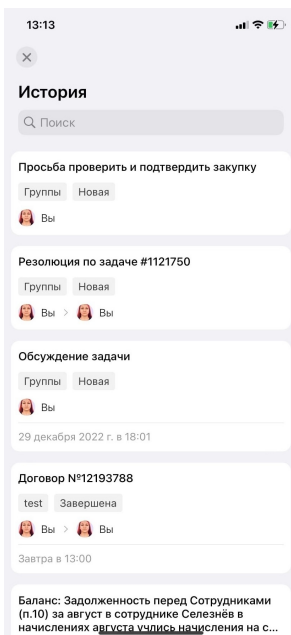 13:13
История
Поиск
Просьба проверить и подтвердить закупку
Группы Новая
Вы
Резолюция по задаче #1121750
Группы Новая
Вы > Вы
Обсуждение задачи
Группы Новая
Вы
29 декабря 2022 г. в 18:01
Договор №12193788
test Завершена
Вы > Вы
Завтра в 13:00
Баланс: Задолженность перед Сотрудниками
(п.10) за август в сотруднике Селезнёв в
начислениях августа учлись начисления на с...